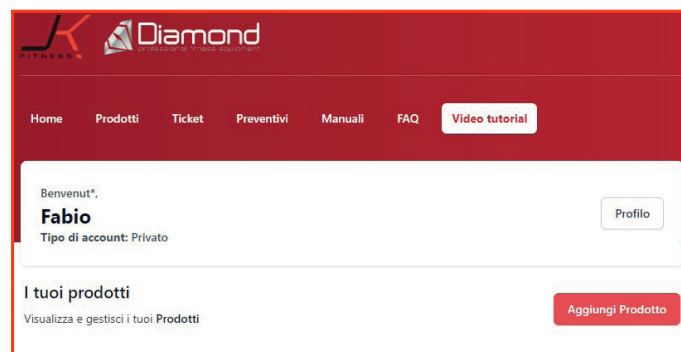 JK
FITNESS
Diamond
professional fitness equipment
Home Prodotti Ticket Preventivi Manuali FAQ Video tutorial
Benvenut*,
Fabio
Profilo
Tipo di account: Privato
I tuoi prodotti
Aggiungi Prodotto
Visualizza e gestisci i tuoi Prodotti